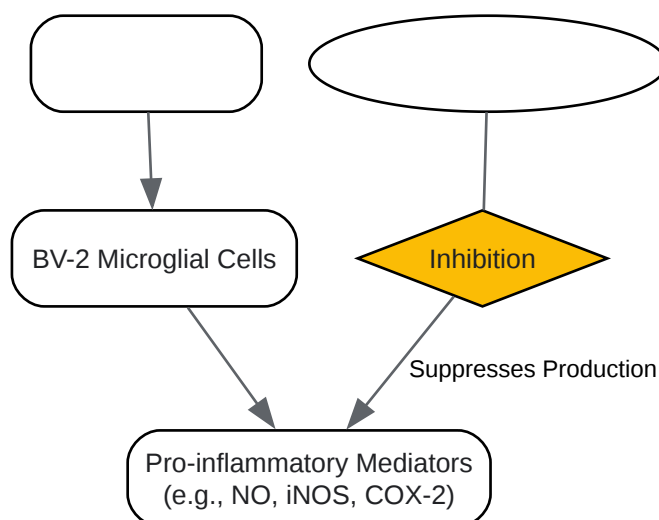 BV-2 Microglial Cells
Inhibition
Suppresses Production
Pro-inflammatory Mediators
(e.g., NO, iNOS, COX-2)